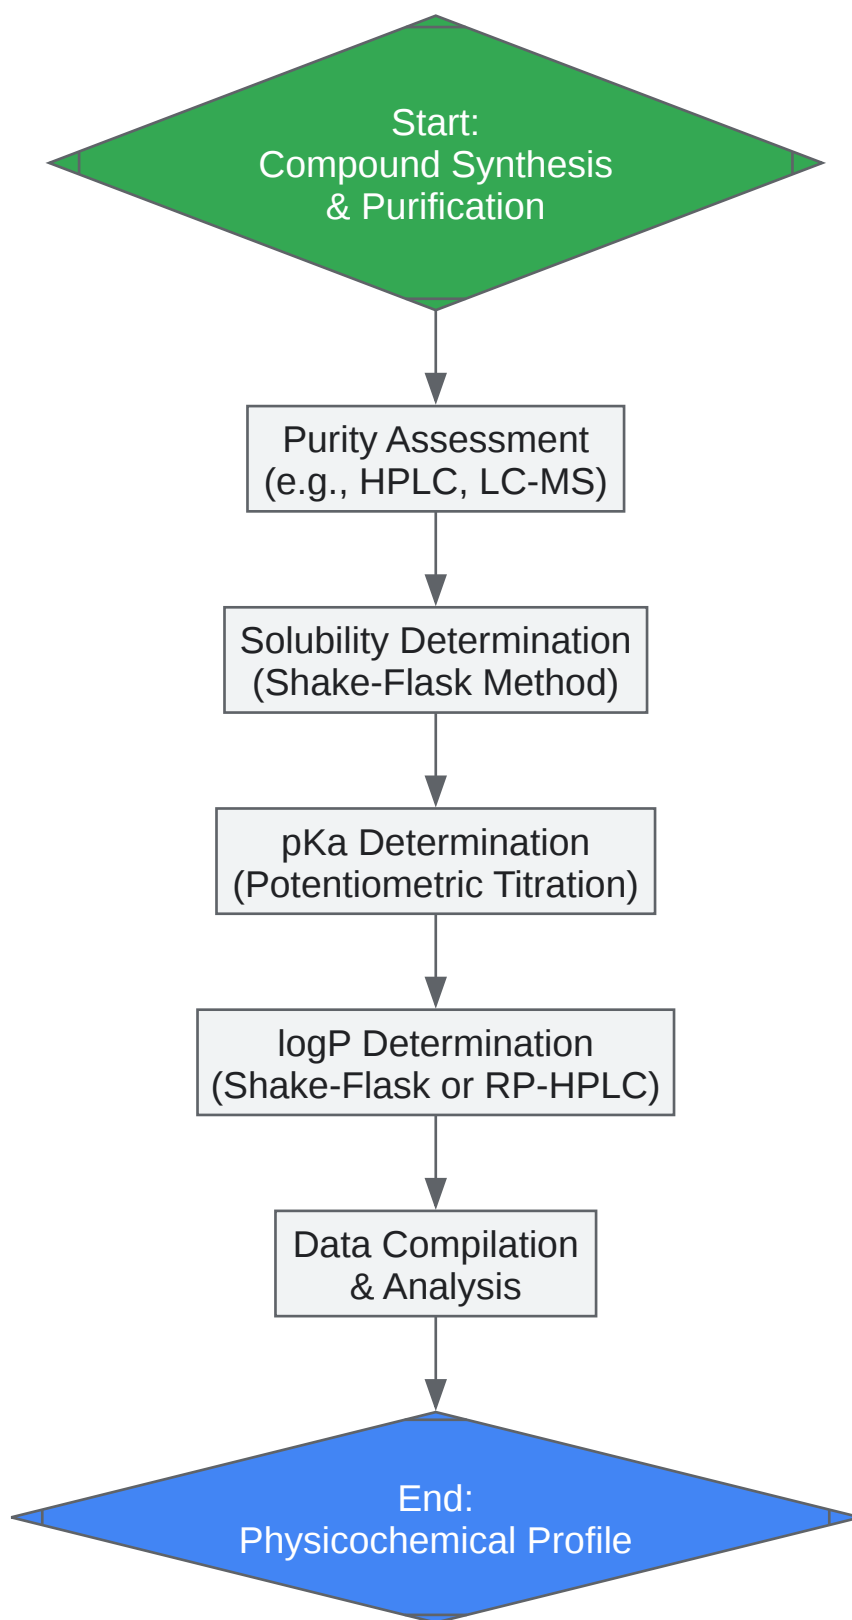 Start:
Compound Synthesis
& Purification
Purity Assessment
(e.g., HPLC, LC-MS)
Solubility Determination
(Shake-Flask Method)
pKa Determination
(Potentiometric Titration)
logP Determination
(Shake-Flask or RP-HPLC)
Data Compilation
& Analysis
End:
Physicochemical Profile